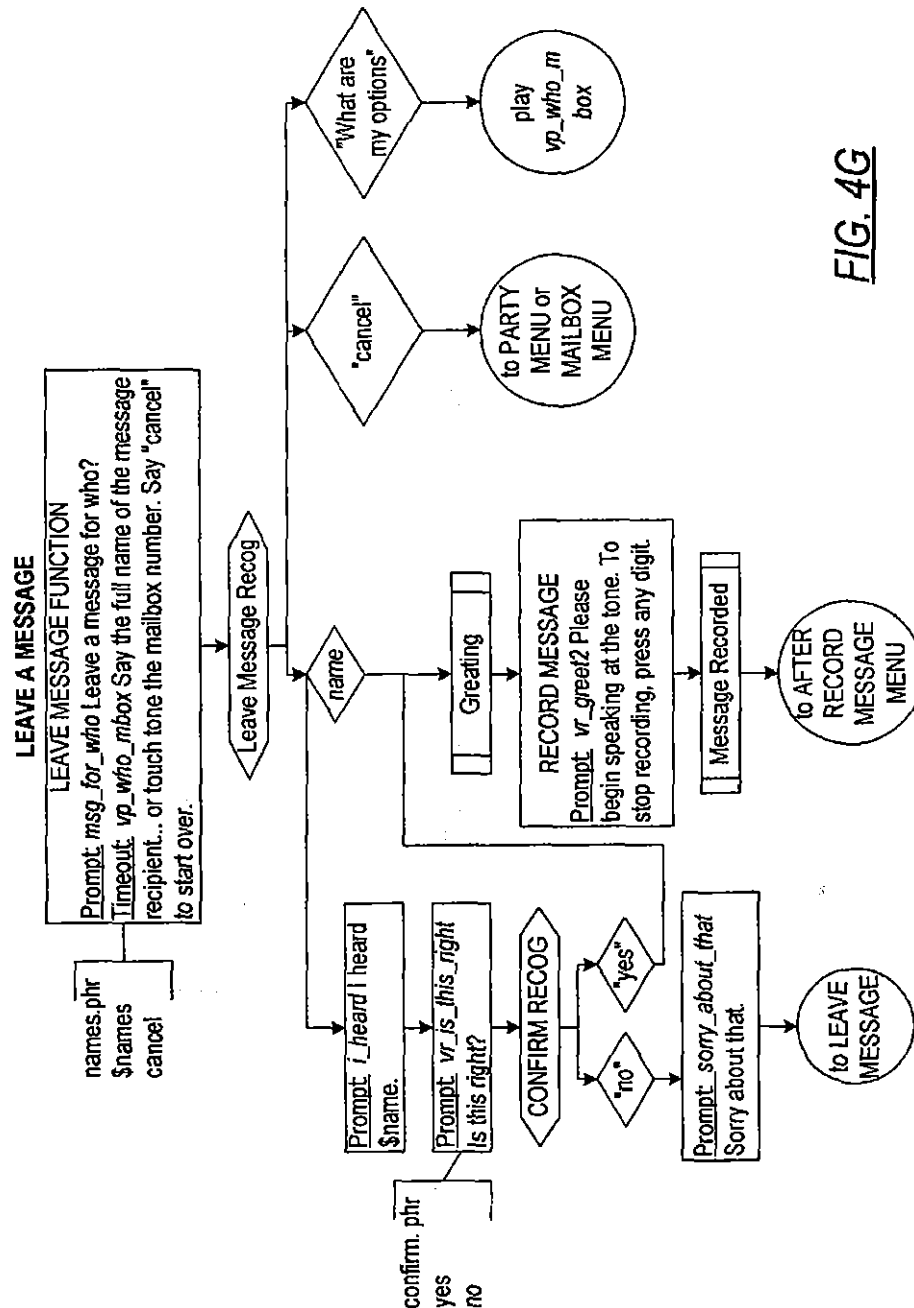 LEAVE A MESSAGE
LEAVE MESSAGE FUNCTION
Prompt: msg_for_who Leave a message for who?
Timeout: vp_who_mbox Say the full name of the message
recipient.. or touch tone the mailbox number. Say "cancel"
to start over.
names.phr
$names
cancel
Leave Message Recog
name
"cancel"
"What are
my options"
Prompt: i_heard I heard
$name.
Prompt: vr_is_this_right
Is this right?
confirm. phr
yes
no
CONFIRM RECOG
"no"
"yes"
Prompt: sorry_about_that
Sorry about that.
to LEAVE
MESSAGE
Greating
RECORD MESSAGE
Prompt: vr_greet2 Please
begin speaking at the tone. To
stop recording, press any digit.
Message Recorded
to AFTER
RECORD
MESSAGE
MENU
to PARTY
MENU or
MAILBOX
MENU
play
vp_who_m
box
FIG. 4G